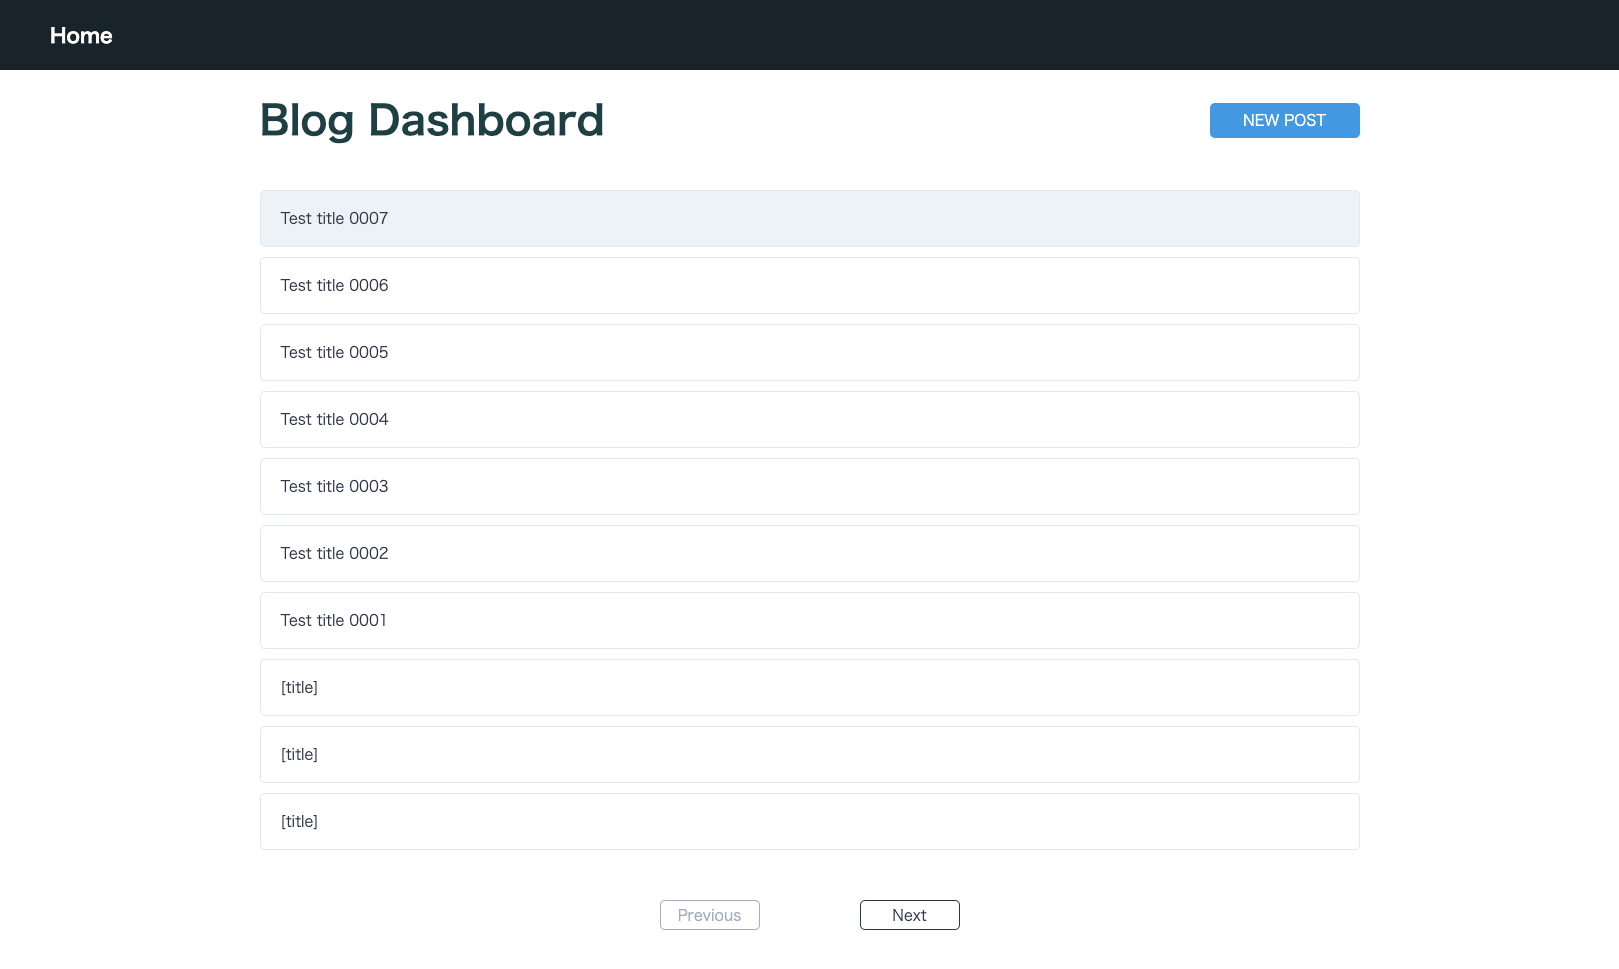 Home
Blog Dashboard
NEW POST
Test title 0007
Test title 0006
Test title 0005
Test title 0004
Test title 0003
Test title 0002
Test title 0001
[title]
[title]
[title]
Previous
Next